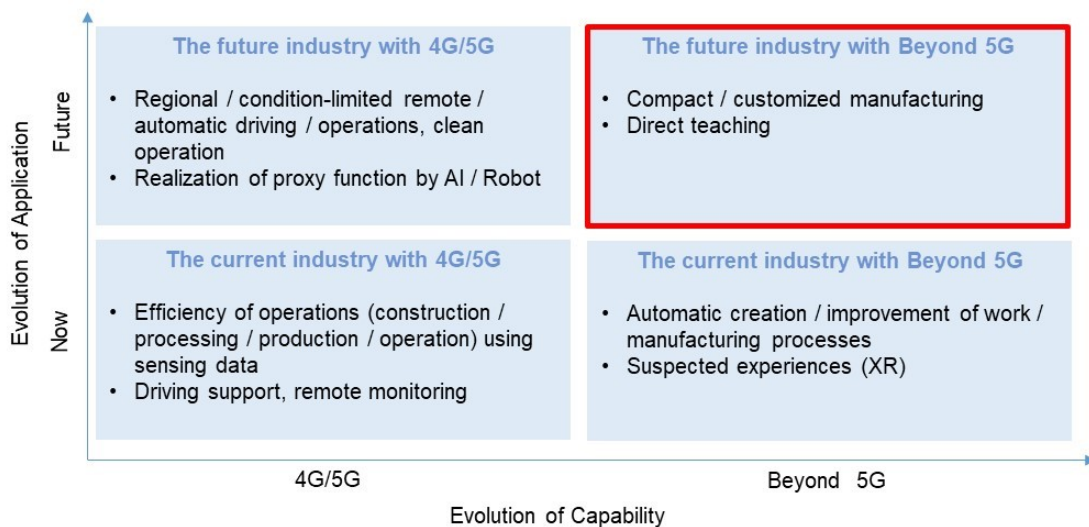 The future industry with 4G/5G
• Regional / condition-limited remote /
automatic driving / operations, clean
operation
• Realization of proxy function by AI / Robot
The future industry with Beyond 5G
• Compact / customized manufacturing
• Direct teaching
The current industry with 4G/5G
• Efficiency of operations (construction /
processing / production / operation) using
sensing data
• Driving support, remote monitoring
The current industry with Beyond 5G
• Automatic creation / improvement of work /
manufacturing processes
• Suspected experiences (XR)
Evolution of Application
Future
Now
4G/5G
Beyond 5G
Evolution of Capability